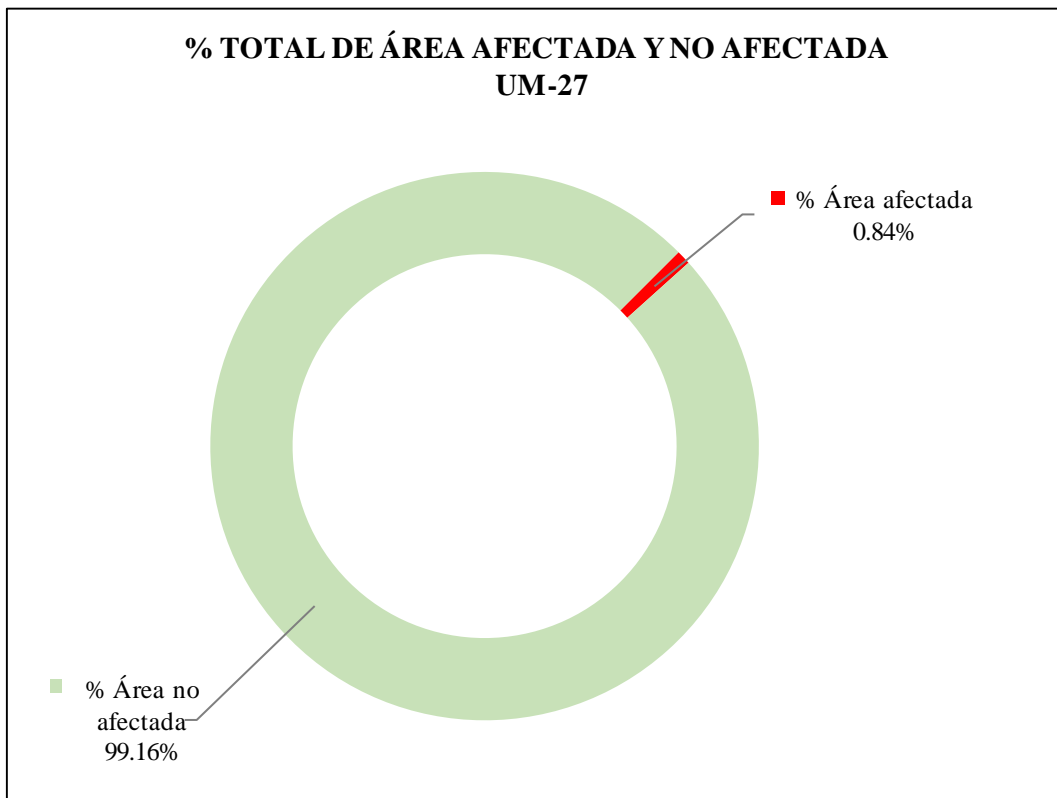 % TOTAL DE ÁREA AFECTADA Y NO AFECTADA
UM-27
% Área afectada
0.84%
% Área no
afectada
99.16%